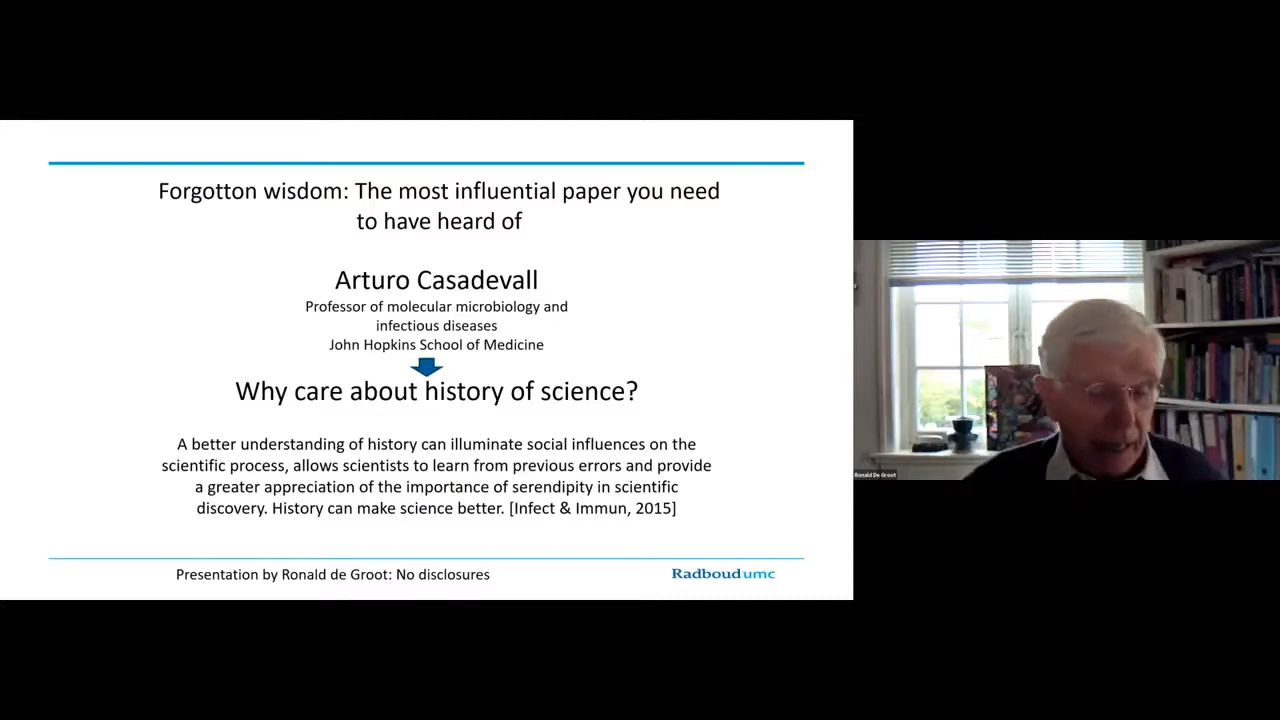 Forgotton wisdom: The most influential paper you need
to have heard of
Arturo Casadevall
Professor of molecular microbiology and
infectious diseases
John Hopkins School of Medicine
Why care about history of science?
A better understanding of history can illuminate social influences on the
scientific process, allows scientists to learn from previous errors and provide
a greater appreciation of the importance of serendipity in scientific
discovery. History can make science better. [Infect & Immun, 2015]
Presentation by Ronald de Groot: No disclosures
Radboudumc
Ronald De Groot